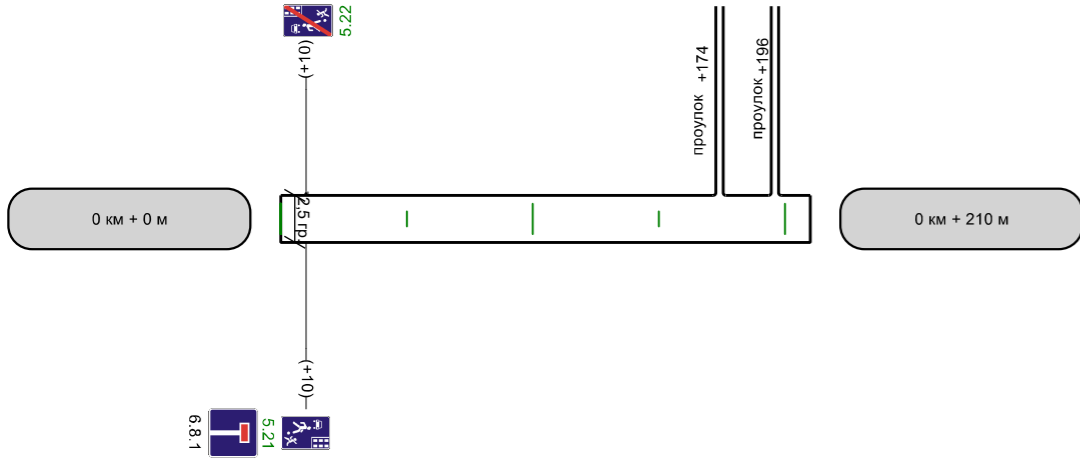 5.22
(+10)
проулок +174
проулок +196
0 км + 0 м
2,5 гр.
0 км + 210 м
(+10)
6.8.1
5.21